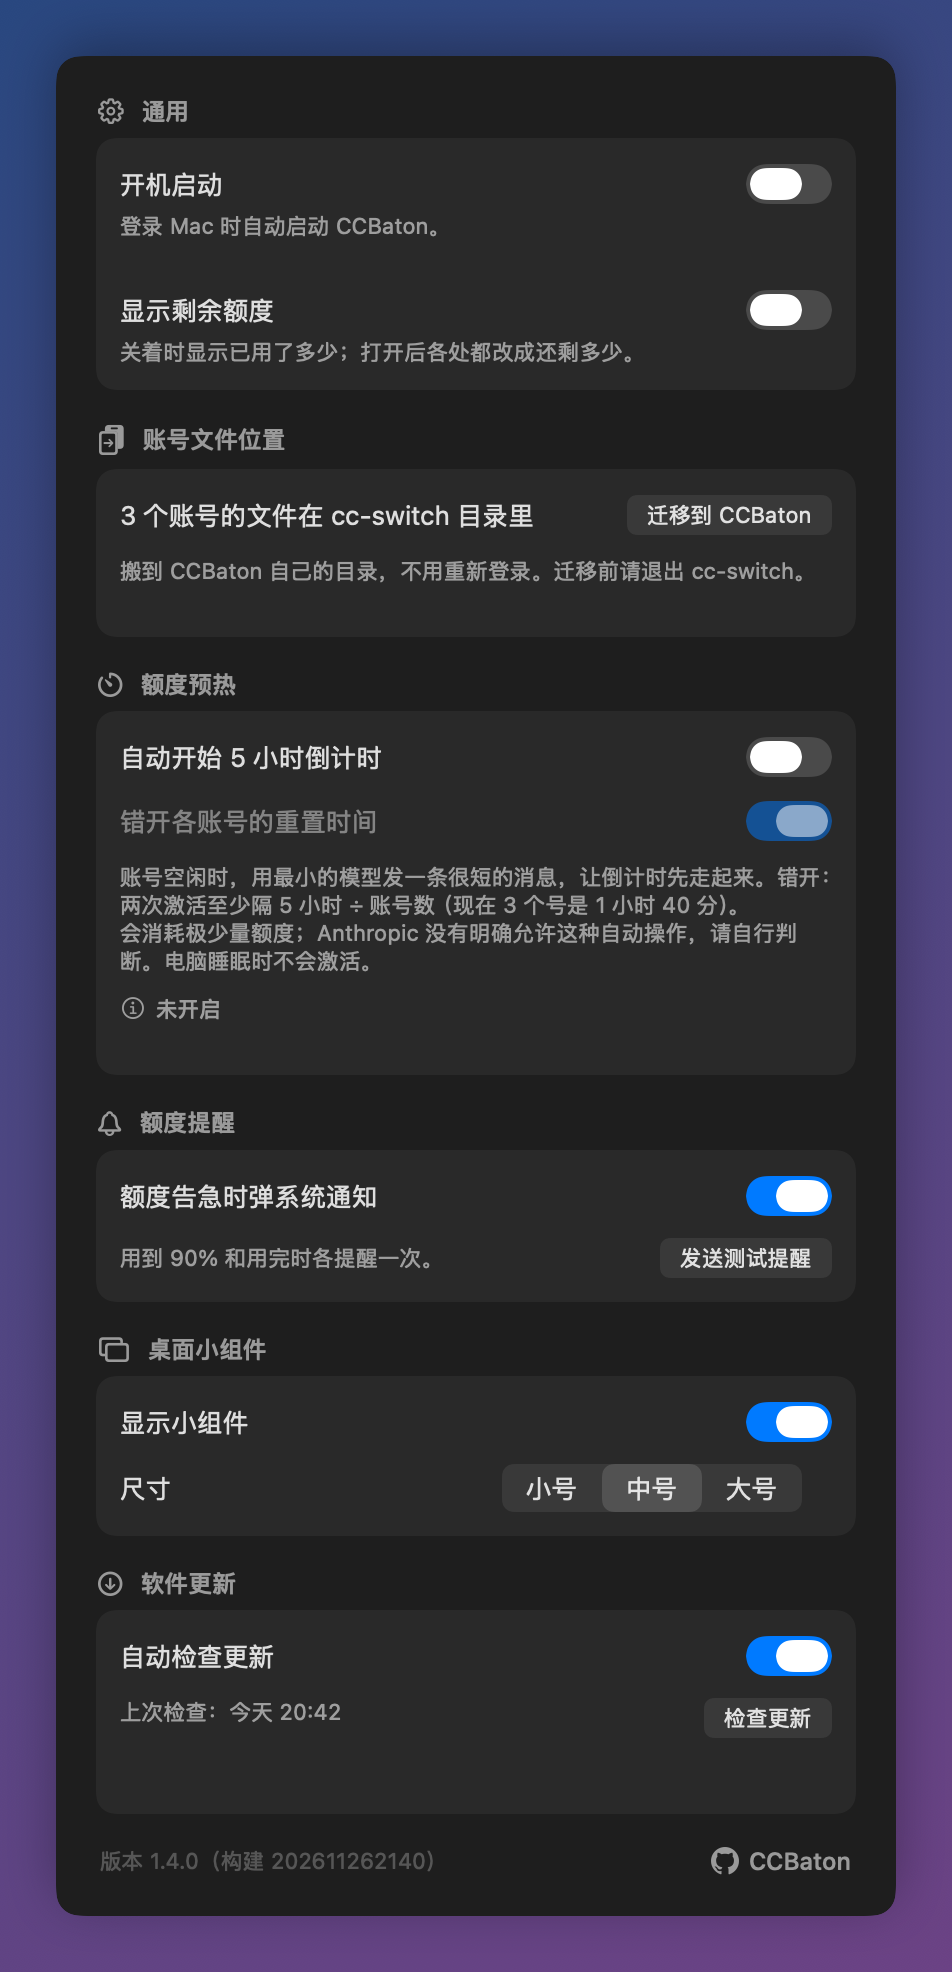 通用
开机启动
登录 Mac 时自动启动 CCBaton。
显示剩余额度
关着时显示已用了多少；打开后各处都改成还剩多少。
账号文件位置
3 个账号的文件在 cc-switch 目录里
迁移到 CCBaton
搬到 CCBaton 自己的目录，不用重新登录。迁移前请退出 cc-switch。
额度预热
自动开始 5 小时倒计时
错开各账号的重置时间
账号空闲时，用最小的模型发一条很短的消息，让倒计时先走起来。错开：
两次激活至少隔 5 小时 ÷ 账号数（现在 3 个号是 1 小时 40 分）。
会消耗极少量额度；Anthropic 没有明确允许这种自动操作，请自行判
断。电脑睡眠时不会激活。
未开启
额度提醒
额度告急时弹系统通知
用到 90% 和用完时各提醒一次。
发送测试提醒
桌面小组件
显示小组件
尺寸
小号 中号 大号
软件更新
自动检查更新
上次检查：今天 20:42
检查更新
版本 1.4.0（构建 202611262140）
CCBaton